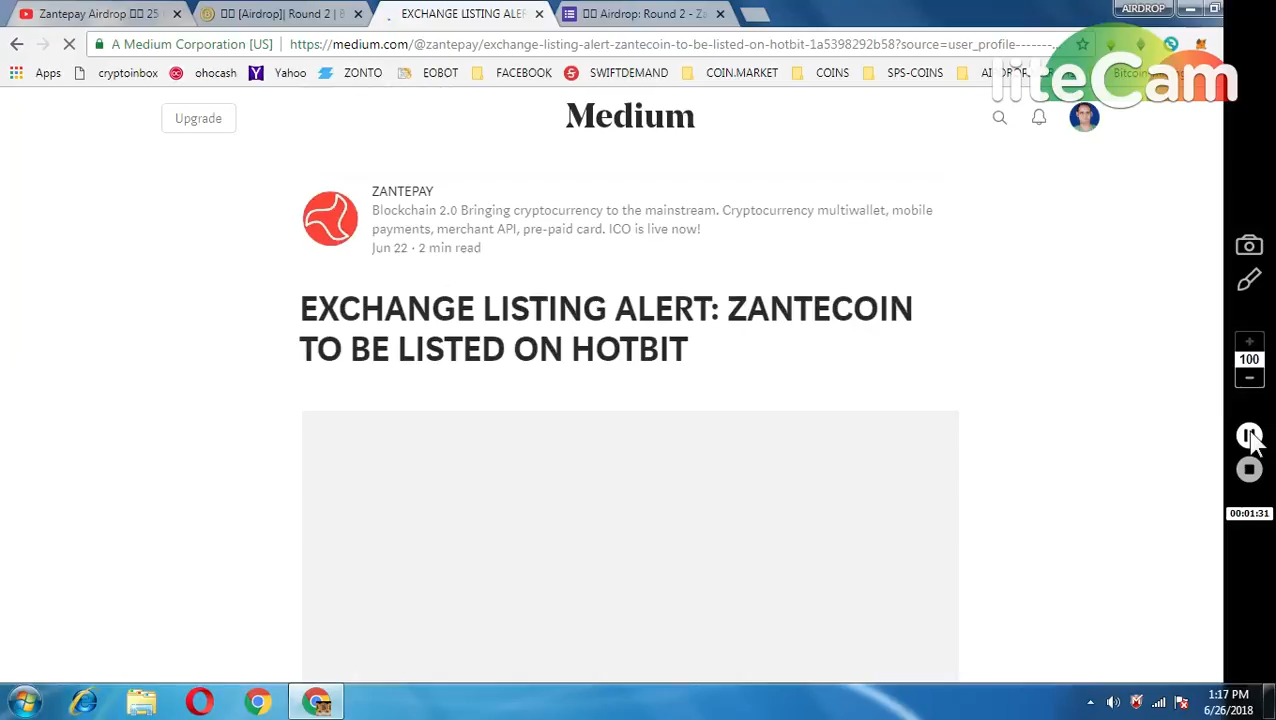 AIRDROP
Zantepay Airdrop 25
[Airdrop]| Round 2 | B
EXCHANGE LISTING ALER
Airdrop: Round 2 - Za
A Medium Corporation [US]
https://medium.com/@zantepay/exchange-listing-alert-zantecoin-to-be-listed-on-hotbit-1a5398292b58?source=user_profile-------...
Apps cryptoinbox ohocash Yahoo ZONTO EOBOT FACEBOOK SWIFTDEMAND COIN.MARKET COINS SPS-COINS
liteCam
Upgrade
Medium
ZANTEPAY
Blockchain 2.0 Bringing cryptocurrency to the mainstream. Cryptocurrency multiwallet, mobile
payments, merchant API, pre-paid card. ICO is live now!
Jun 22 · 2 min read
EXCHANGE LISTING ALERT: ZANTECOIN
TO BE LISTED ON HOTBIT
100
00:01:31
1:17 PM
6/26/2018